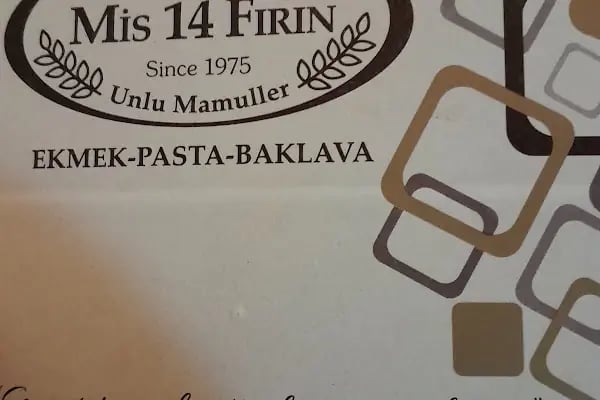 Mis 14 FIRIN
Since 1975
Unlu Mamuller
EKMEK-PASTA-BAKLAVA